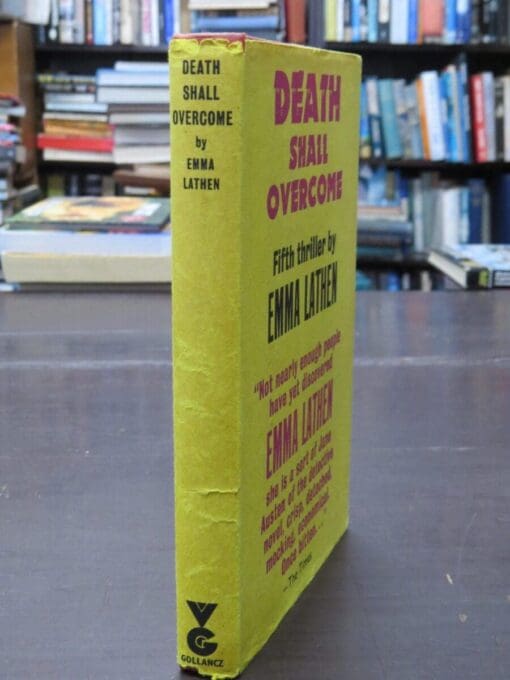 DEATH
SHALL
OVERCOME
by
EMMA
LATHEN
VG
GOLLANCZ
DEATH
SHALL
OVERCOME
Fifth thriller by
EMMA LATHEN
"Not nearly enough people
have yet discovered
EMMA LATHEN
she is a sort of Jane
Austen of the detective
novel, crisp, detached,
mocking, economical.
Once bitten...."
—The Times